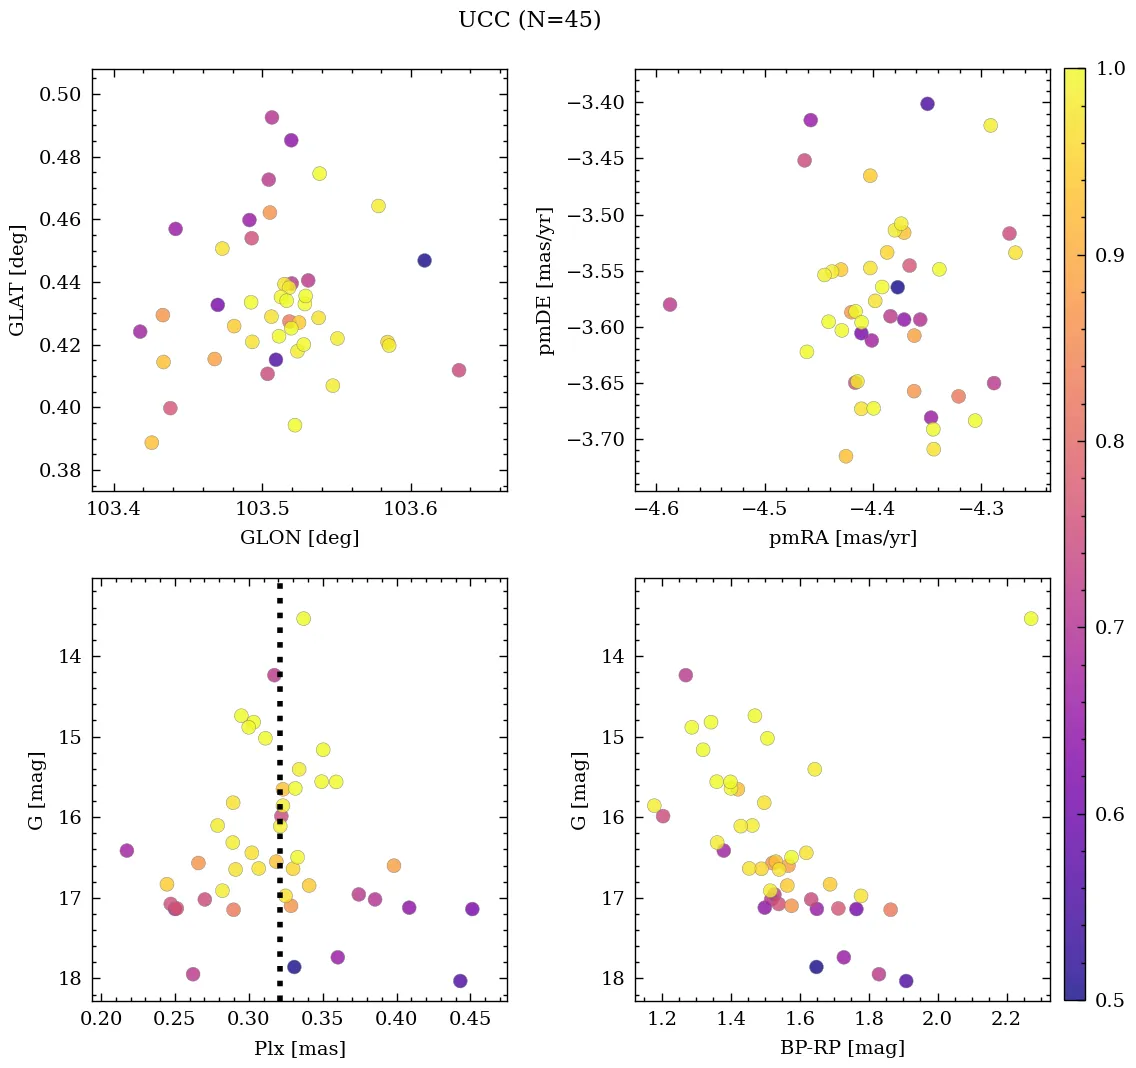 UCC (N=45)
0.50
0.48
0.46
0.44
0.42
0.40
0.38
GLAT [deg]
103.4 103.5 103.6
GLON [deg]
−3.40
−3.45
−3.50
−3.55
−3.60
−3.65
−3.70
pmDE [mas/yr]
−4.6 −4.5 −4.4 −4.3
pmRA [mas/yr]
1.0
0.9
0.8
0.7
0.6
0.5
14
15
16
17
18
G [mag]
0.20 0.25 0.30 0.35 0.40 0.45
Plx [mas]
14
15
16
17
18
G [mag]
1.2 1.4 1.6 1.8 2.0 2.2
BP-RP [mag]